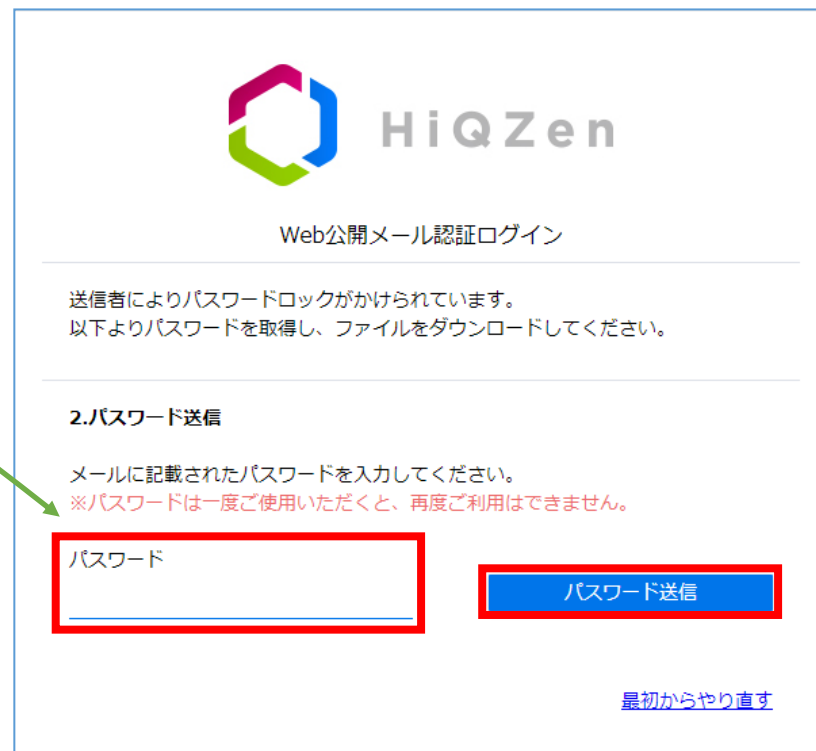 HiQZen
Web公開メール認証ログイン
送信者によりパスワードロックがかけられています。
以下よりパスワードを取得し、ファイルをダウンロードしてください。
2.パスワード送信
メールに記載されたパスワードを入力してください。
※パスワードは一度ご使用いただくと、再度ご利用はできません。
パスワード
パスワード送信
最初からやり直す